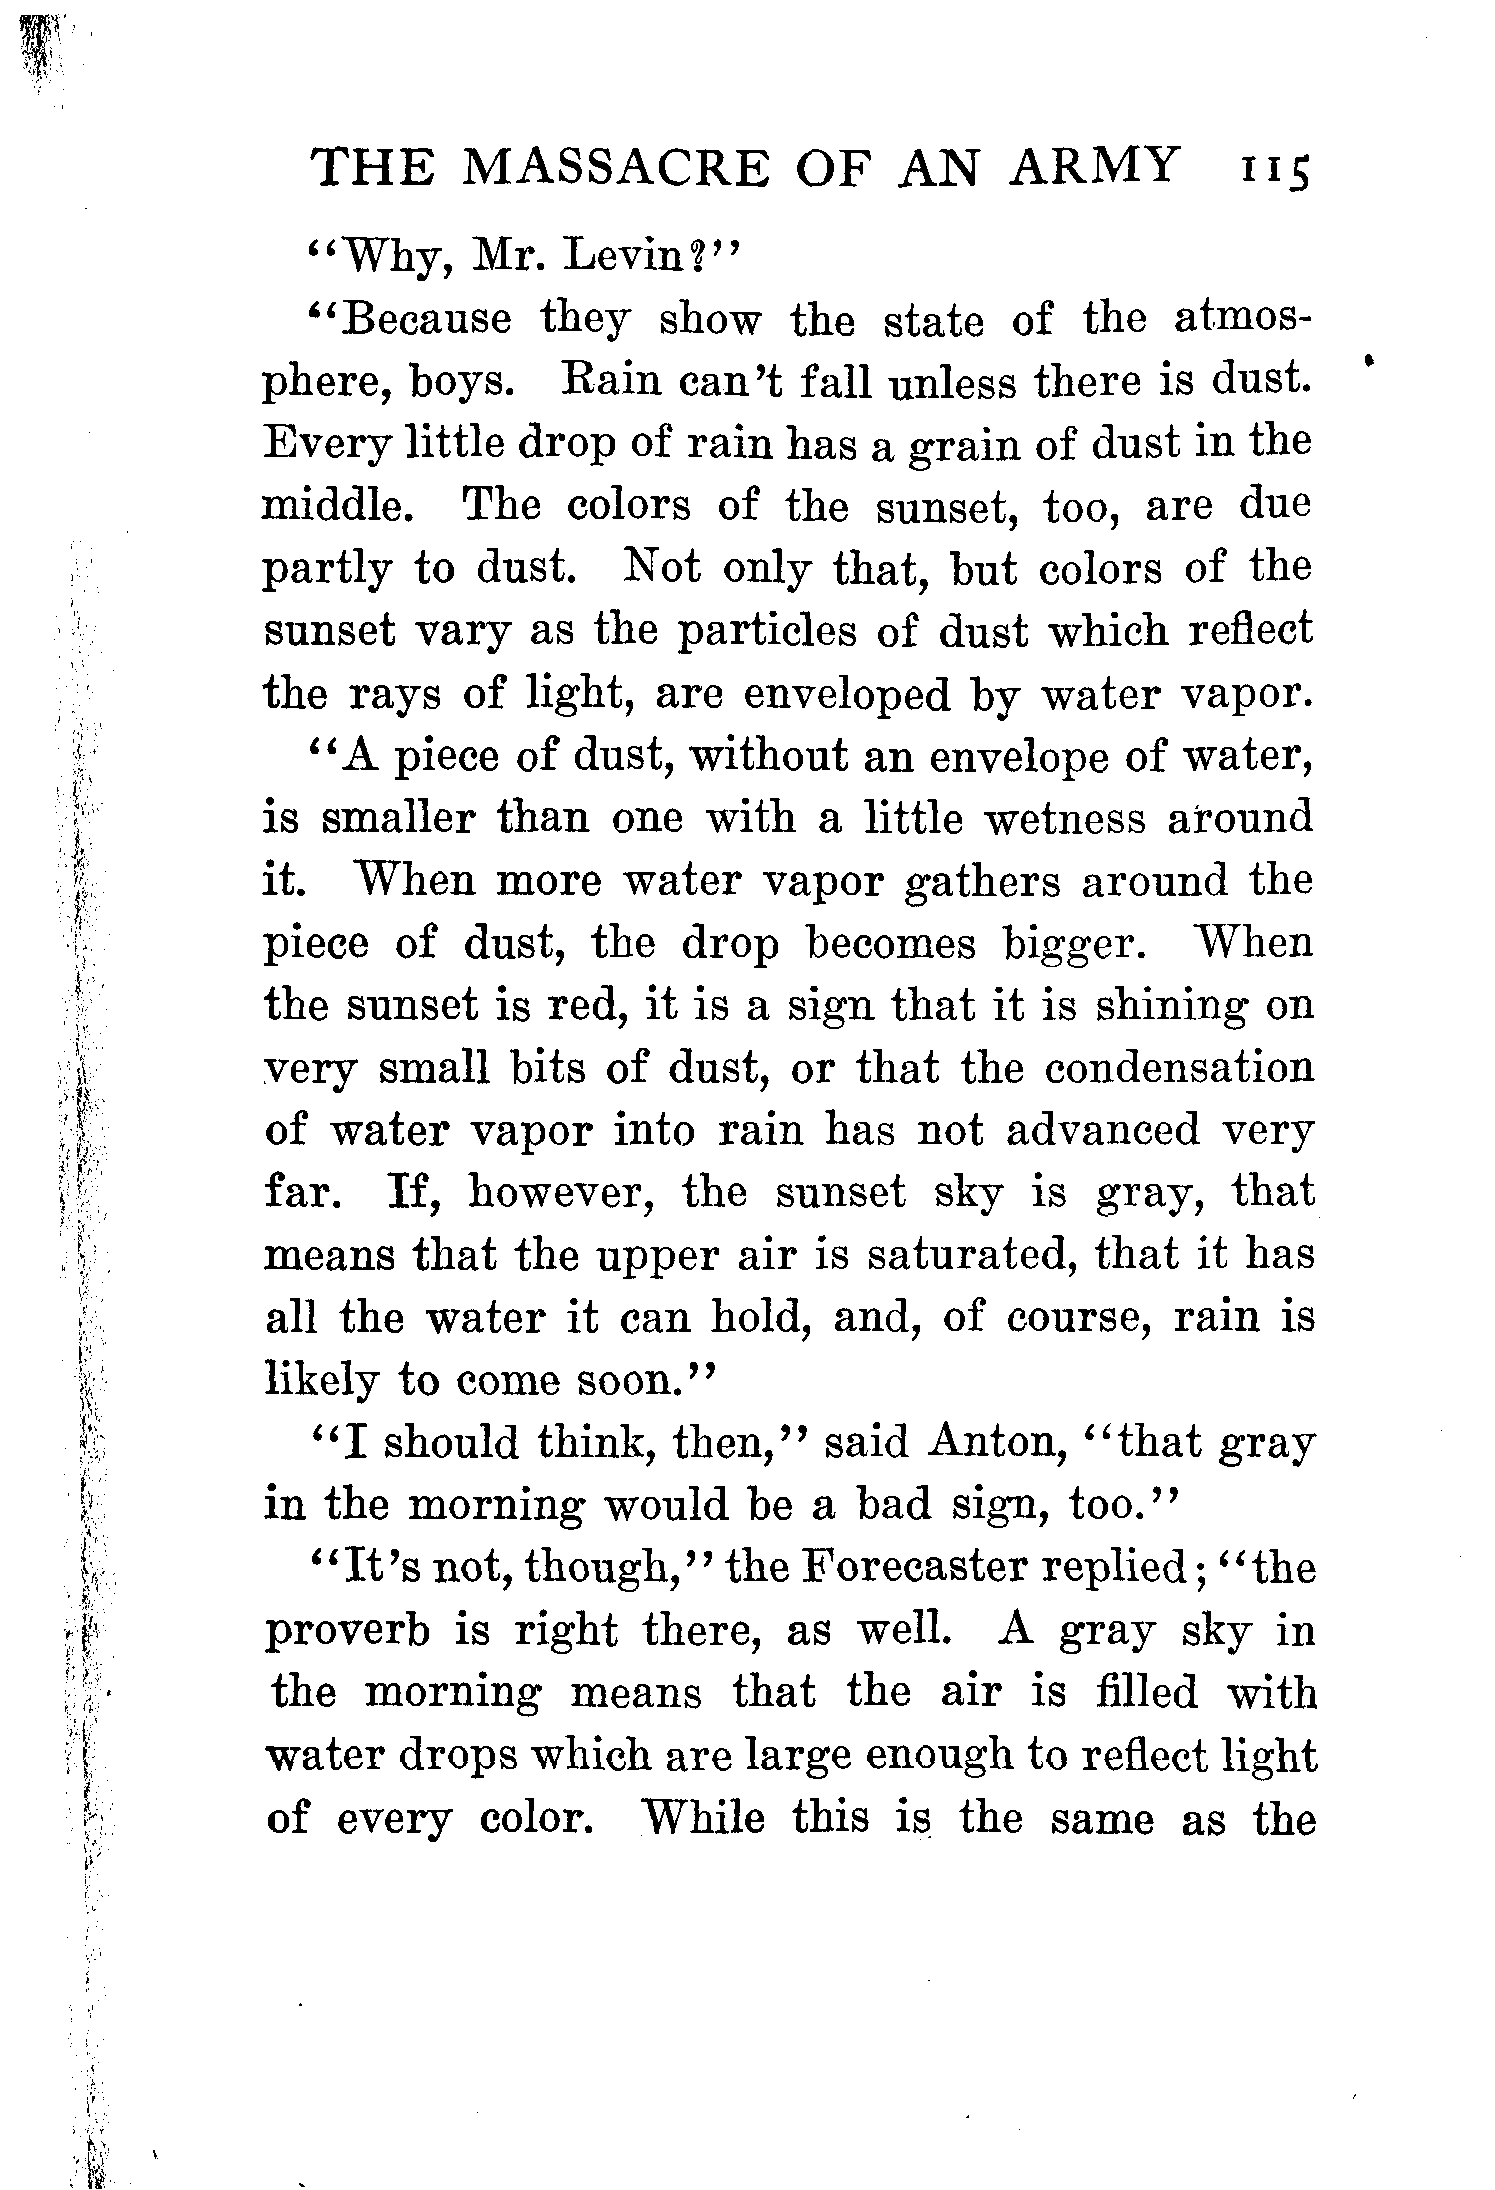 THE MASSACRE OF AN ARMY 115
"Why, Mr. Levin?"
"Because they show the state of the atmos-
phere, boys. Rain can't fall unless there is dust.
Every little drop of rain has a grain of dust in the
middle. The colors of the sunset, too, are due
partly to dust. Not only that, but colors of the
sunset vary as the particles of dust which reflect
the rays of light, are enveloped by water vapor.
"A piece of dust, without an envelope of water,
is smaller than one with a little wetness around
it. When more water vapor gathers around the
piece of dust, the drop becomes bigger. When
the sunset is red, it is a sign that it is shining on
very small bits of dust, or that the condensation
of water vapor into rain has not advanced very
far. If, however, the sunset sky is gray, that
means that the upper air is saturated, that it has
all the water it can hold, and, of course, rain is
likely to come soon."
"I should think, then," said Anton, "that gray
in the morning would be a bad sign, too."
"It's not, though," the Forecaster replied; "the
proverb is right there, as well. A gray sky in
the morning means that the air is filled with
water drops which are large enough to reflect light
of every color. While this is the same as the